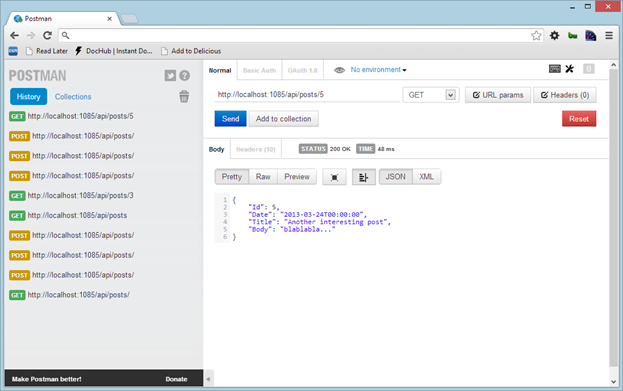 Postman
Read Later
DocHub | Instant Do...
Add to Delicious
POSTMAN
History
Collections
GET http://localhost:1085/api/posts/5
POST http://localhost:1085/api/posts/
POST http://localhost:1085/api/posts/
POST http://localhost:1085/api/posts/
GET http://localhost:1085/api/posts/3
GET http://localhost:1085/api/posts
POST http://localhost:1085/api/posts/
POST http://localhost:1085/api/posts/
POST http://localhost:1085/api/posts/
GET http://localhost:1085/api/posts/
Make Postman better! Donate
Normal Basic Auth OAuth 1.0 No environment
0
http://localhost:1085/api/posts/5 GET URL params Headers (0)
Send Add to collection Reset
Body Headers (10) STATUS 200 OK TIME 48 ms
Pretty Raw Preview JSON XML
1 {
2 "Id": 5,
3 "Date": "2013-03-24T00:00:00",
4 "Title": "Another interesting post",
5 "Body": "blablabla..."
6 }